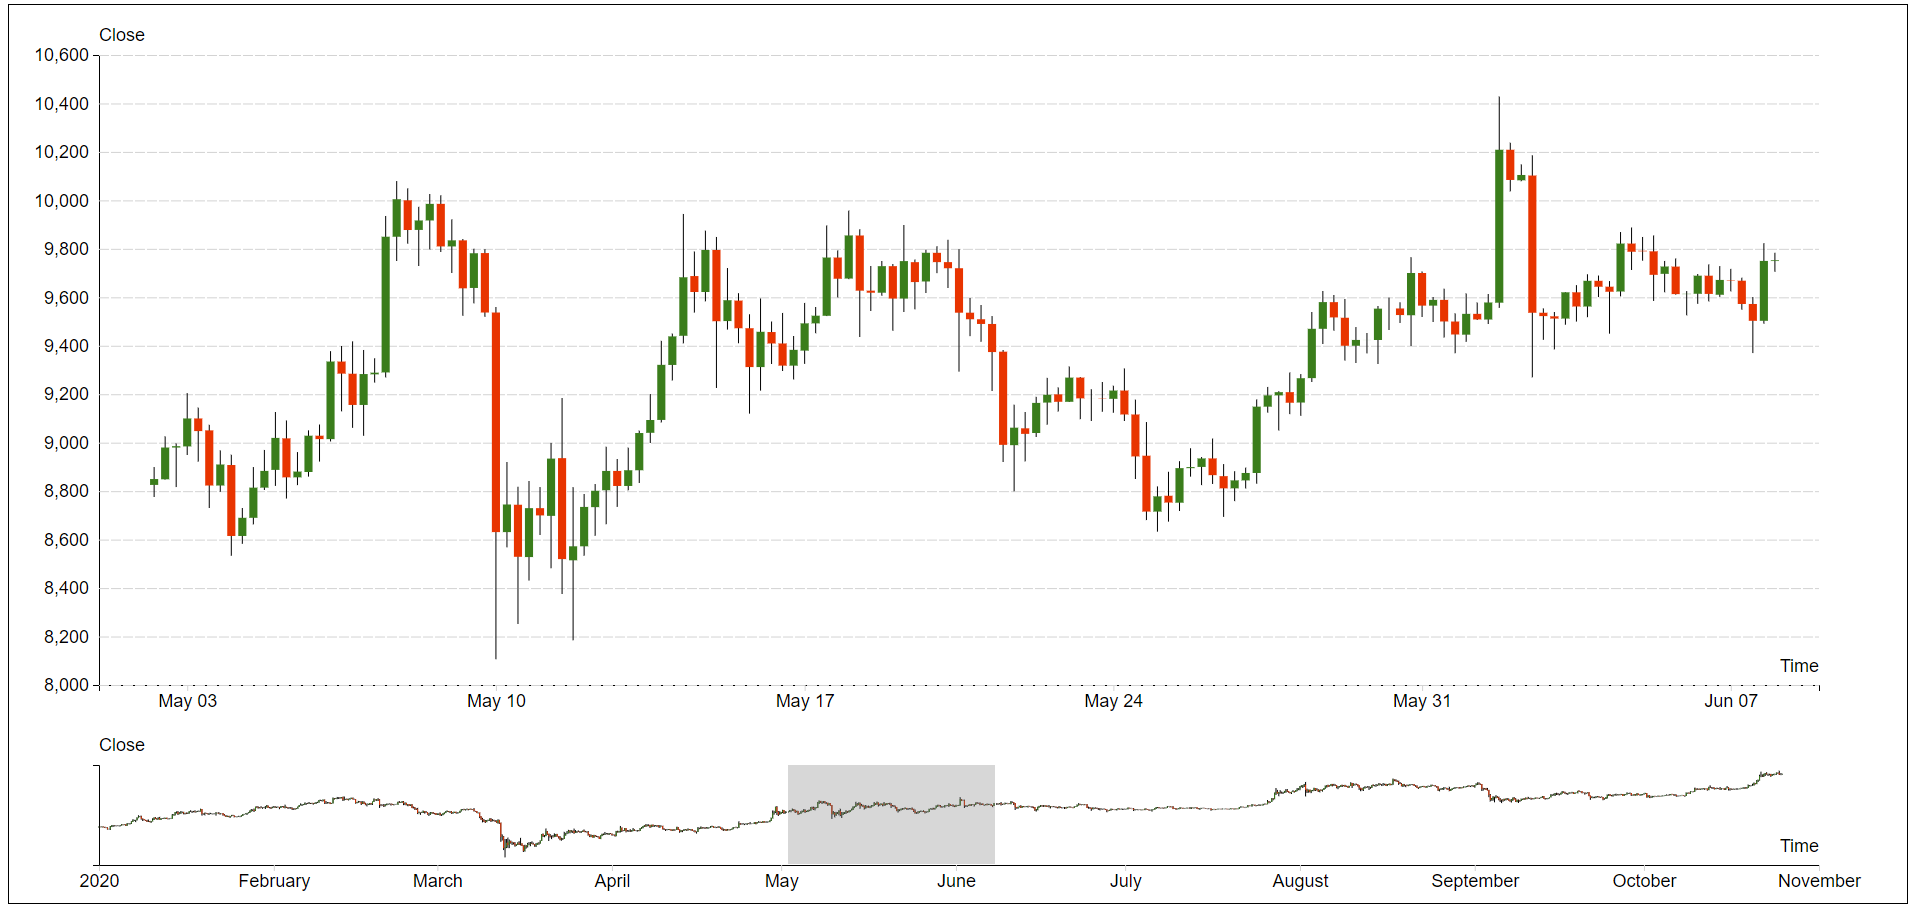 Close
10,600
10,400
10,200
10,000
9,800
9,600
9,400
9,200
9,000
8,800
8,600
8,400
8,200
8,000
Time
May 03 May 10 May 17 May 24 May 31 Jun 07
Close
Time
2020 February March April May June July August September October November